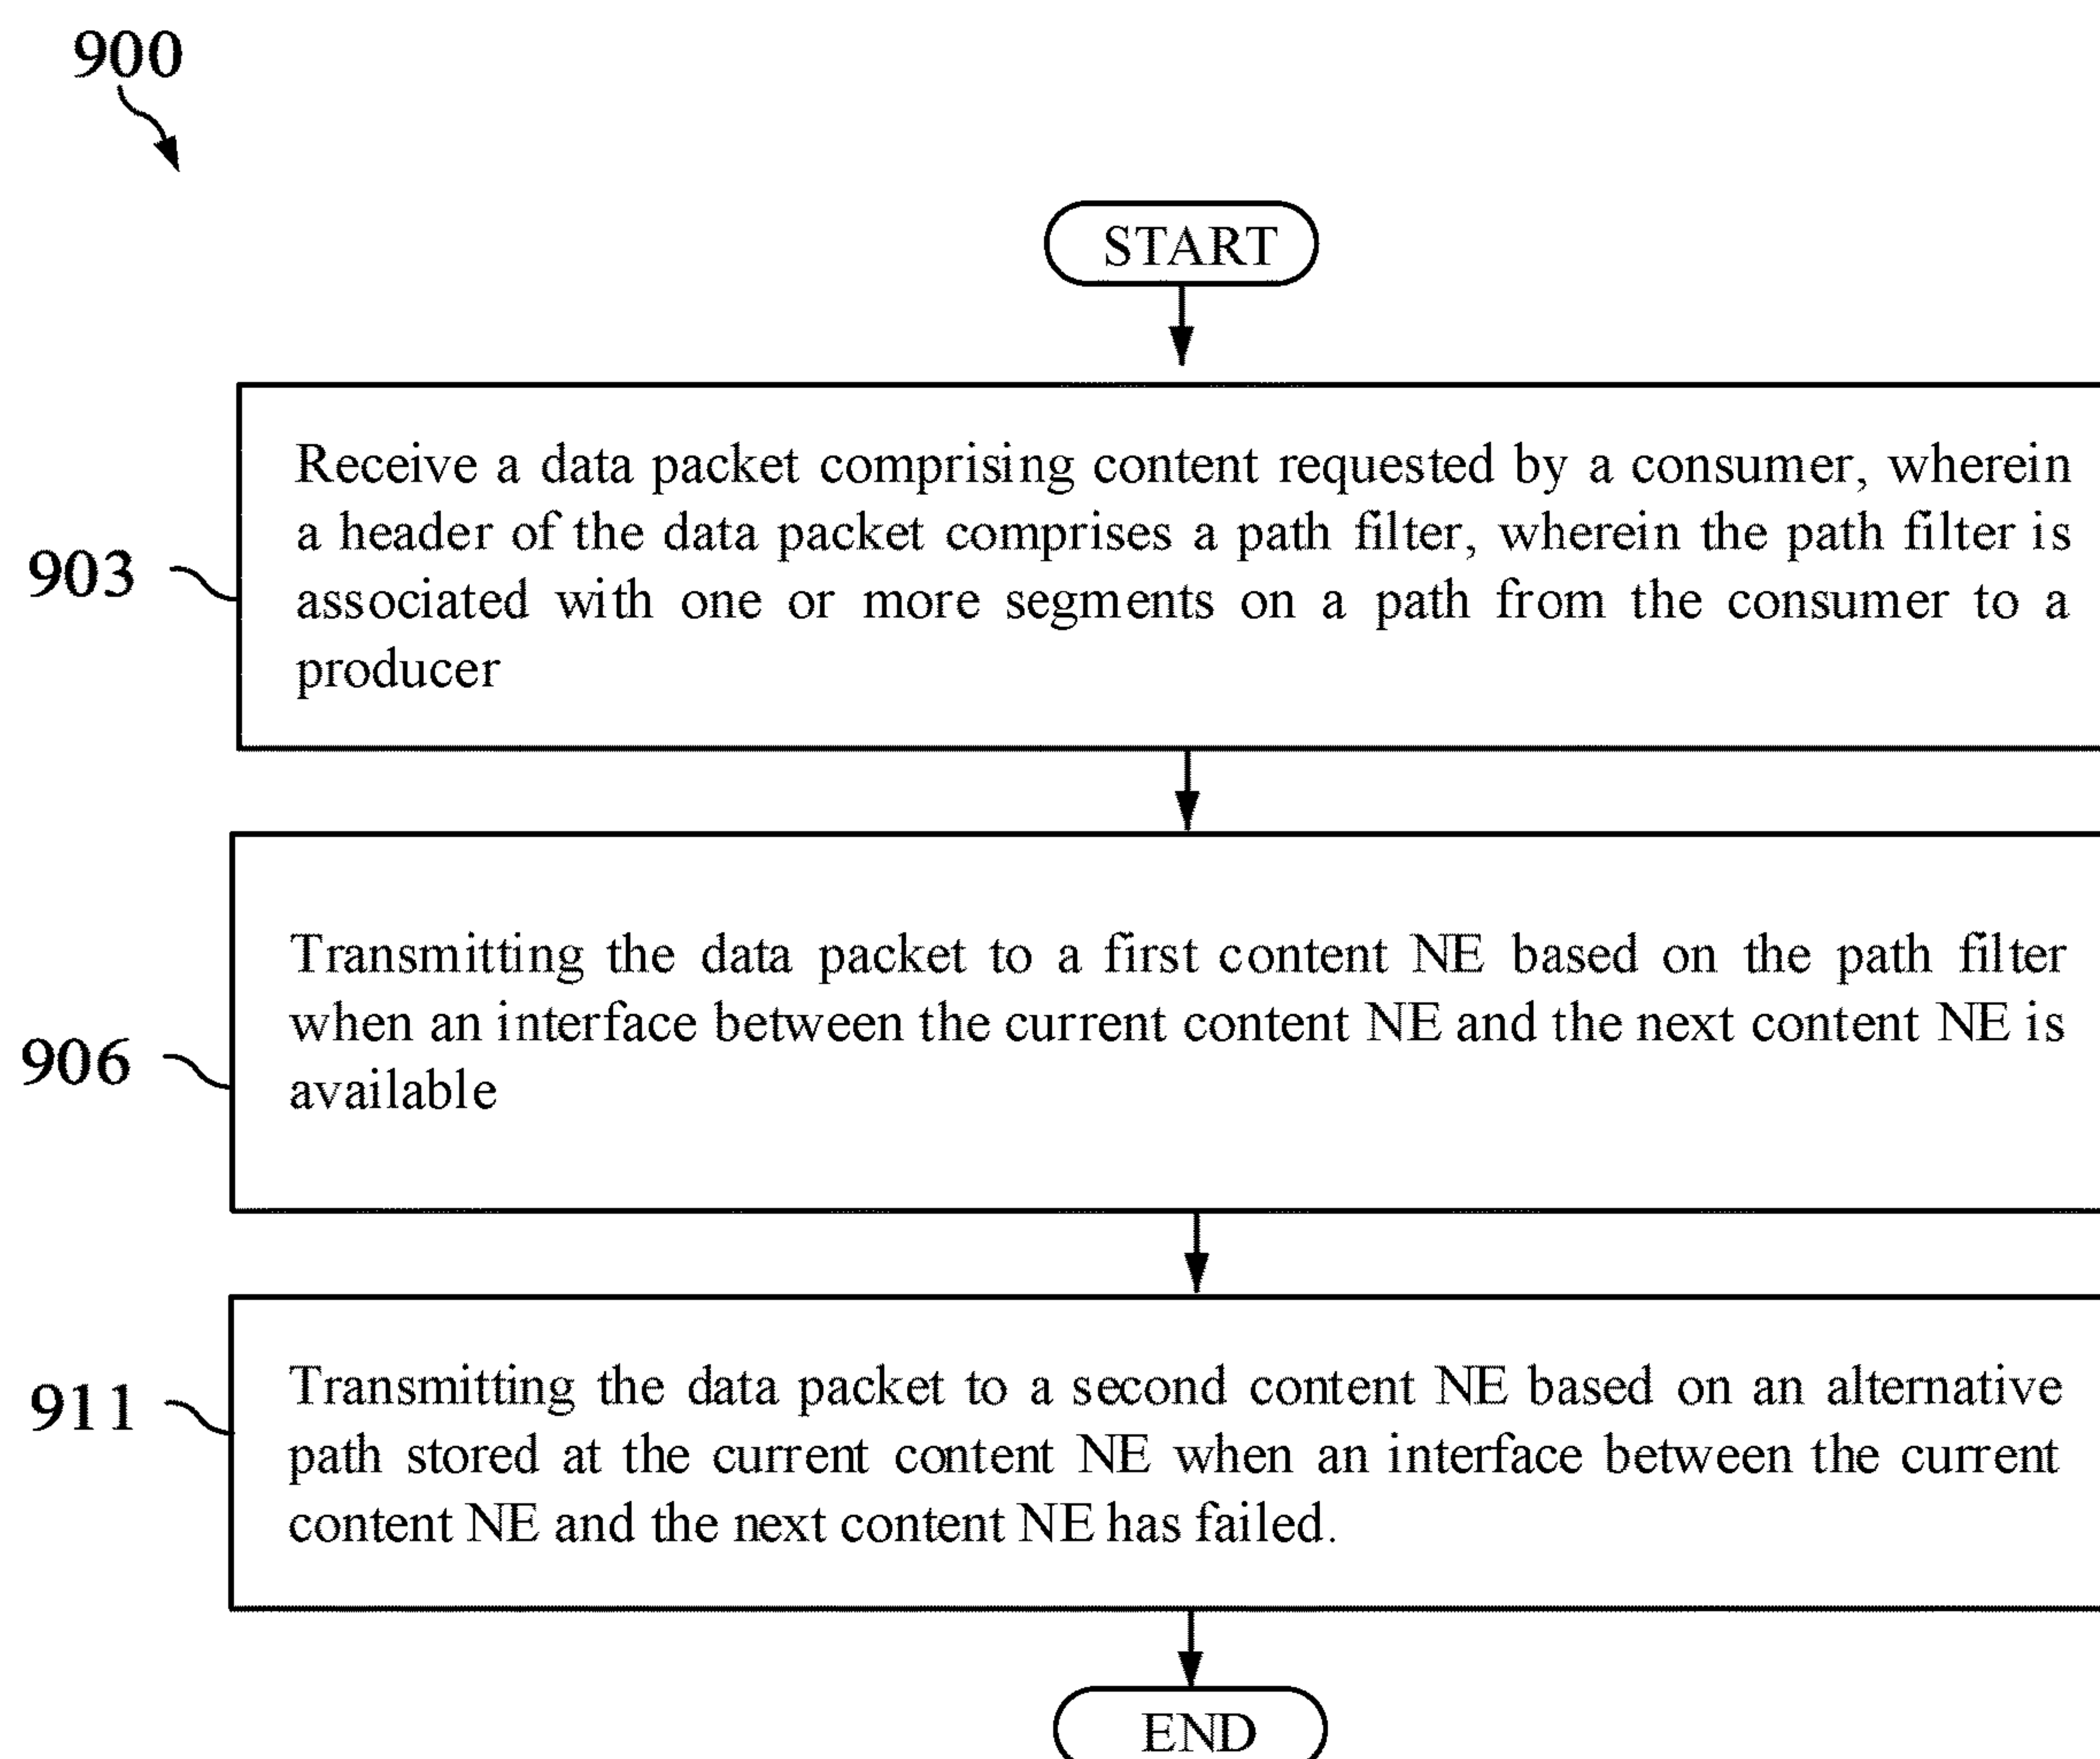 900
START
903
Receive a data packet comprising content requested by a consumer, wherein
a header of the data packet comprises a path filter, wherein the path filter is
associated with one or more segments on a path from the consumer to a
producer
906
Transmitting the data packet to a first content NE based on the path filter
when an interface between the current content NE and the next content NE is
available
911
Transmitting the data packet to a second content NE based on an alternative
path stored at the current content NE when an interface between the current
content NE and the next content NE has failed.
END